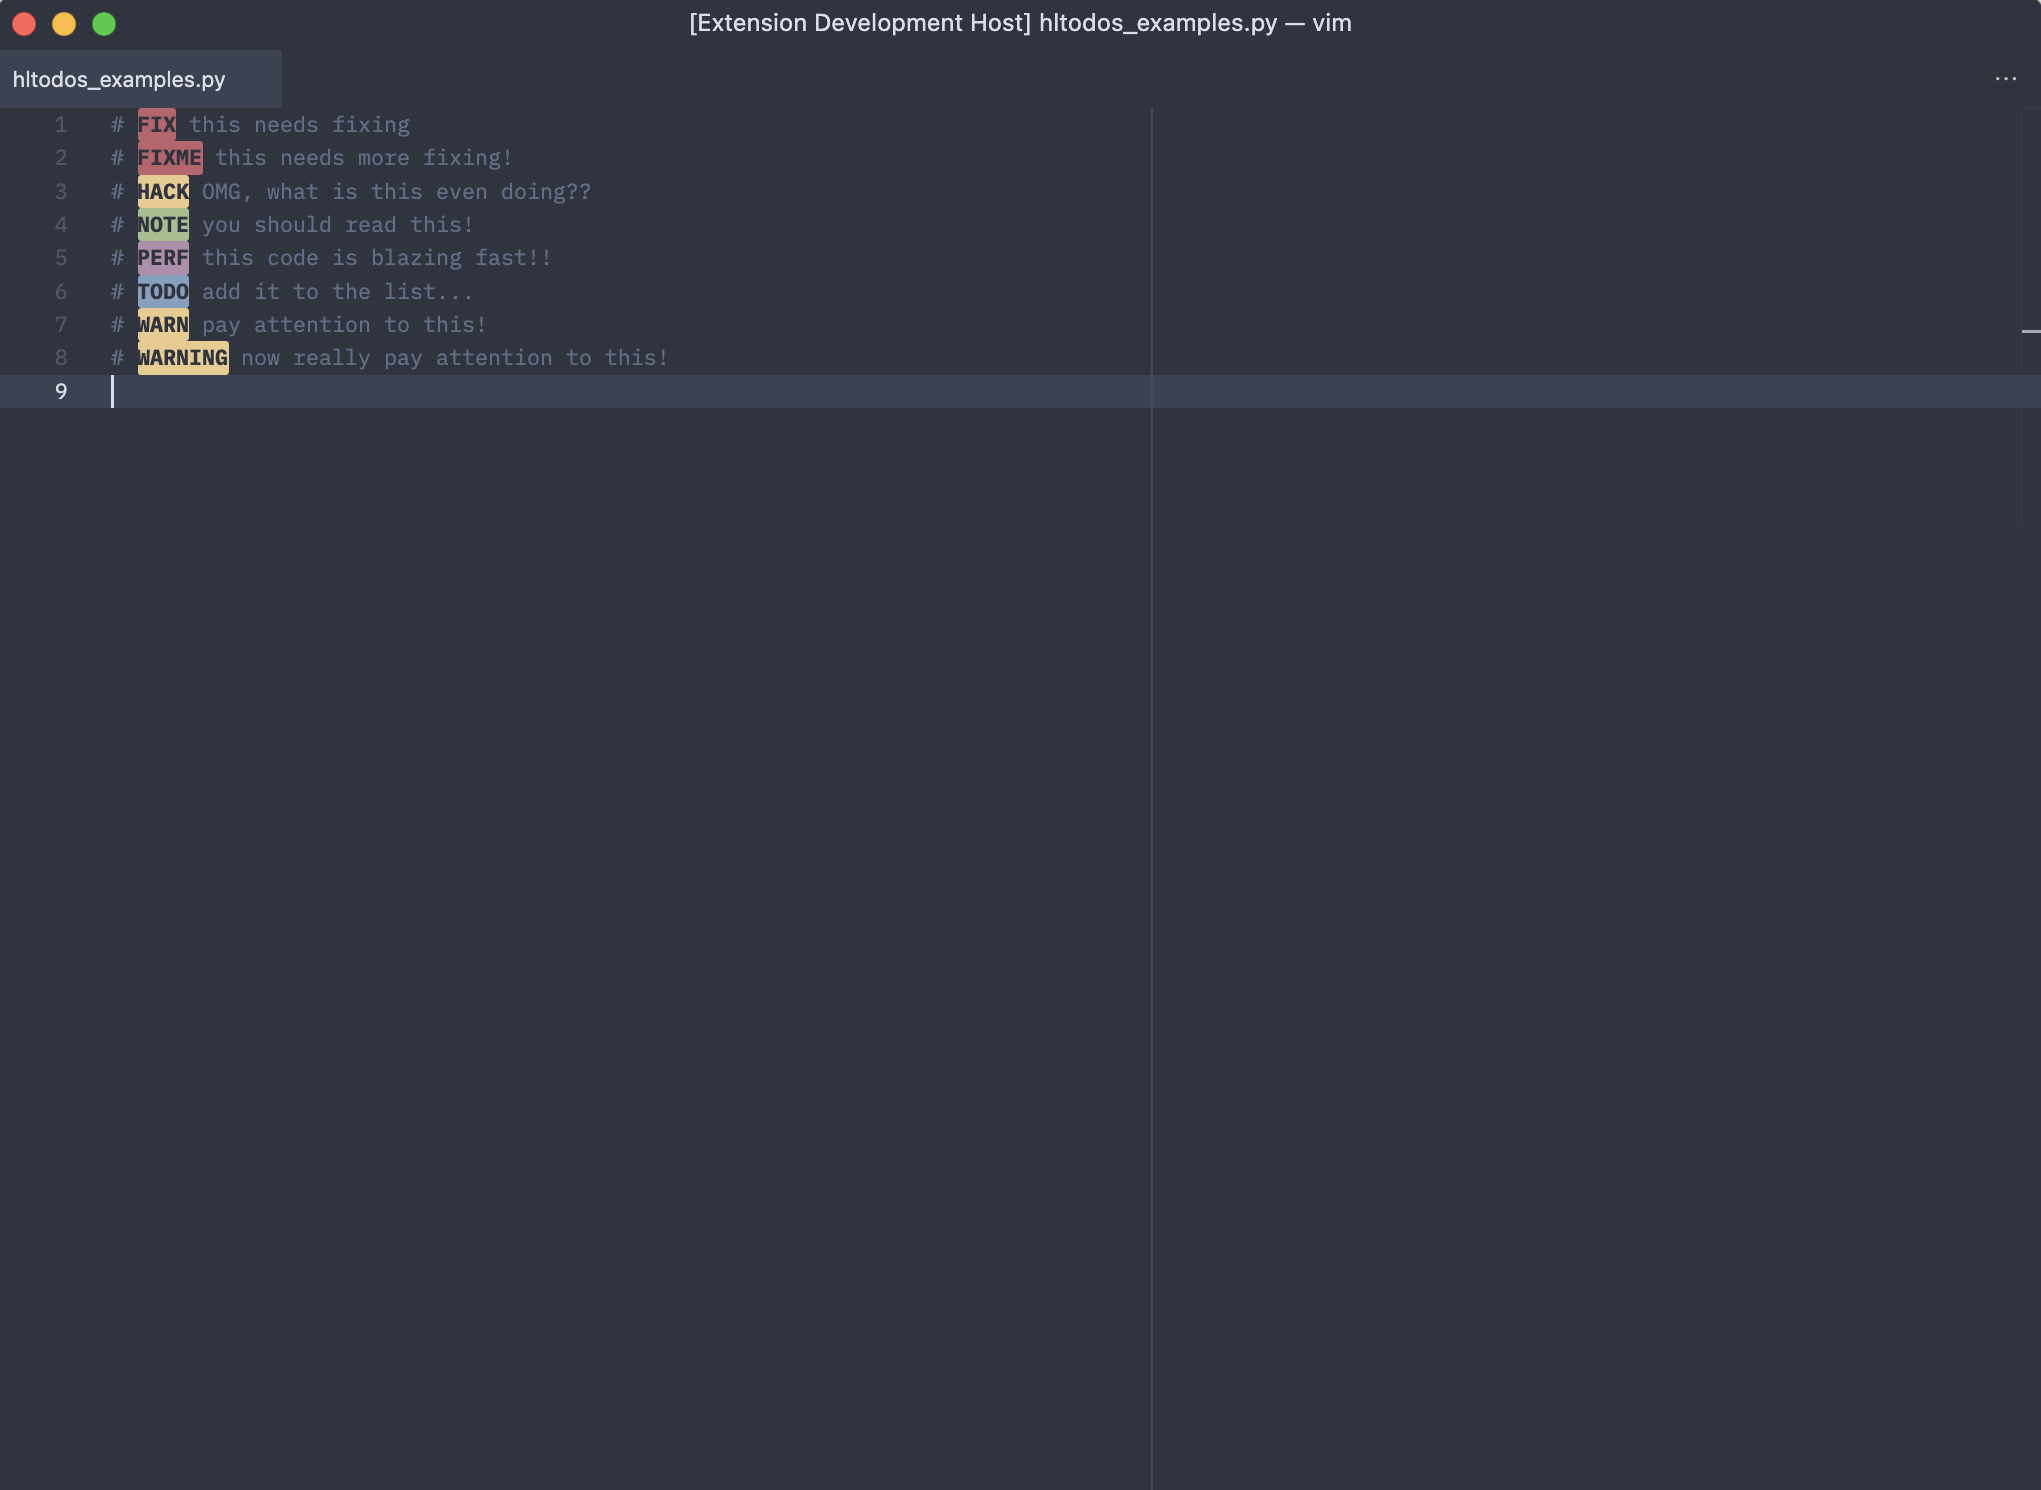 [Extension Development Host] hltodos_examples.py — vim
hltodos_examples.py
1 # FIX this needs fixing
2 # FIXME this needs more fixing!
3 # HACK OMG, what is this even doing??
4 # NOTE you should read this!
5 # PERF this code is blazing fast!!
6 # TODO add it to the list...
7 # WARN pay attention to this!
8 # WARNING now really pay attention to this!
9